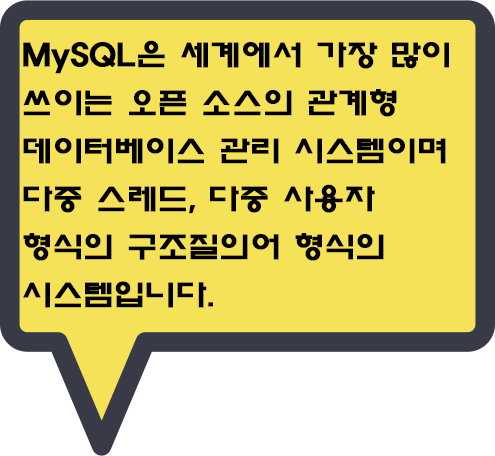 MySQL은 세계에서 가장 많이
쓰이는 오픈 소스의 관계형
데이터베이스 관리 시스템이며
다중 스레드, 다중 사용자
형식의 구조질의어 형식의
시스템입니다.